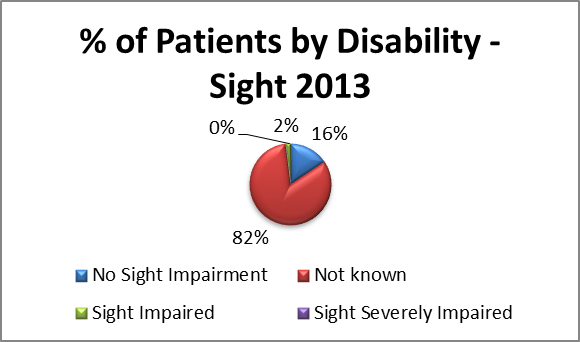 % of Patients by Disability -
Sight 2013
0%
2%
16%
82%
No Sight Impairment
Not known
Sight Impaired
Sight Severely Impaired